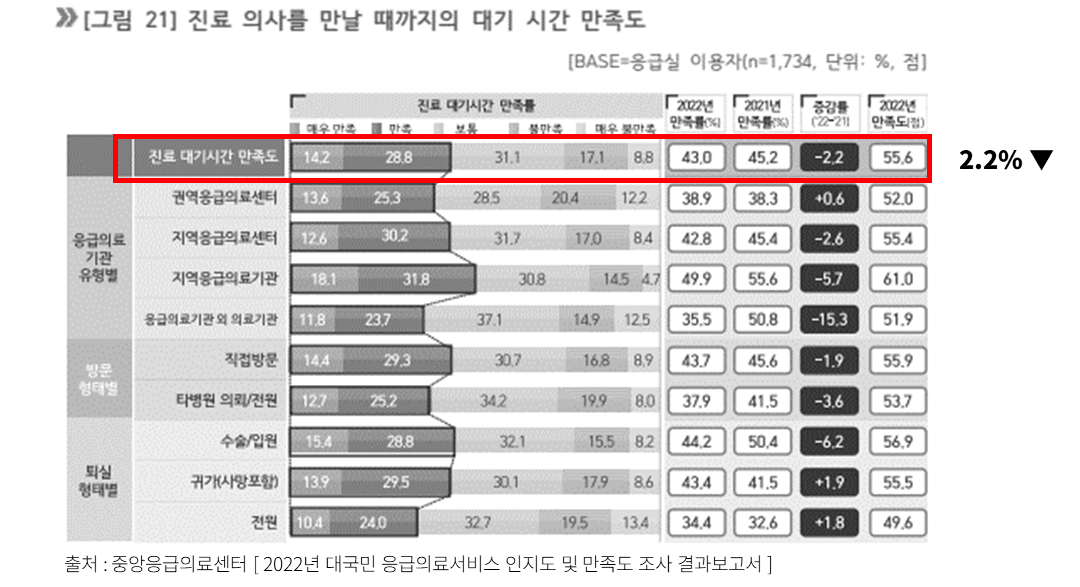 ≫[그림 21] 진료 의사를 만날 때까지의 대기 시간 만족도
[BASE=응급실 이용자(n=1,734, 단위: %, 점]
진료 대기시간 만족률 2022년 만족률(%) 2021년 만족률(%) 증감률 ('22-'21) 2022년 만족도(점)
매우 만족 만족 보통 불만족 매우 불만족
진료 대기시간 만족도 14.2 28.8 31.1 17.1 8.8 43.0 45.2 -2.2 55.6
2.2% ▼
응급의료 기관 유형별
권역응급의료센터 13.6 25.3 28.5 20.4 12.2 38.9 38.3 +0.6 52.0
지역응급의료센터 12.6 30.2 31.7 17.0 8.4 42.8 45.4 -2.6 55.4
지역응급의료기관 18.1 31.8 30.8 14.5 4.7 49.9 55.6 -5.7 61.0
응급의료기관 외 의료기관 11.8 23.7 37.1 14.9 12.5 35.5 50.8 -15.3 51.9
방문 형태별
직접방문 14.4 29.3 30.7 16.8 8.9 43.7 45.6 -1.9 55.9
타병원 의뢰/전원 12.7 25.2 34.2 19.9 8.0 37.9 41.5 -3.6 53.7
퇴실 형태별
수술/입원 15.4 28.8 32.1 15.5 8.2 44.2 50.4 -6.2 56.9
귀가(사망포함) 13.9 29.5 30.1 17.9 8.6 43.4 41.5 +1.9 55.5
전원 10.4 24.0 32.7 19.5 13.4 34.4 32.6 +1.8 49.6
출처 : 중앙응급의료센터 [ 2022년 대국민 응급의료서비스 인지도 및 만족도 조사 결과보고서 ]